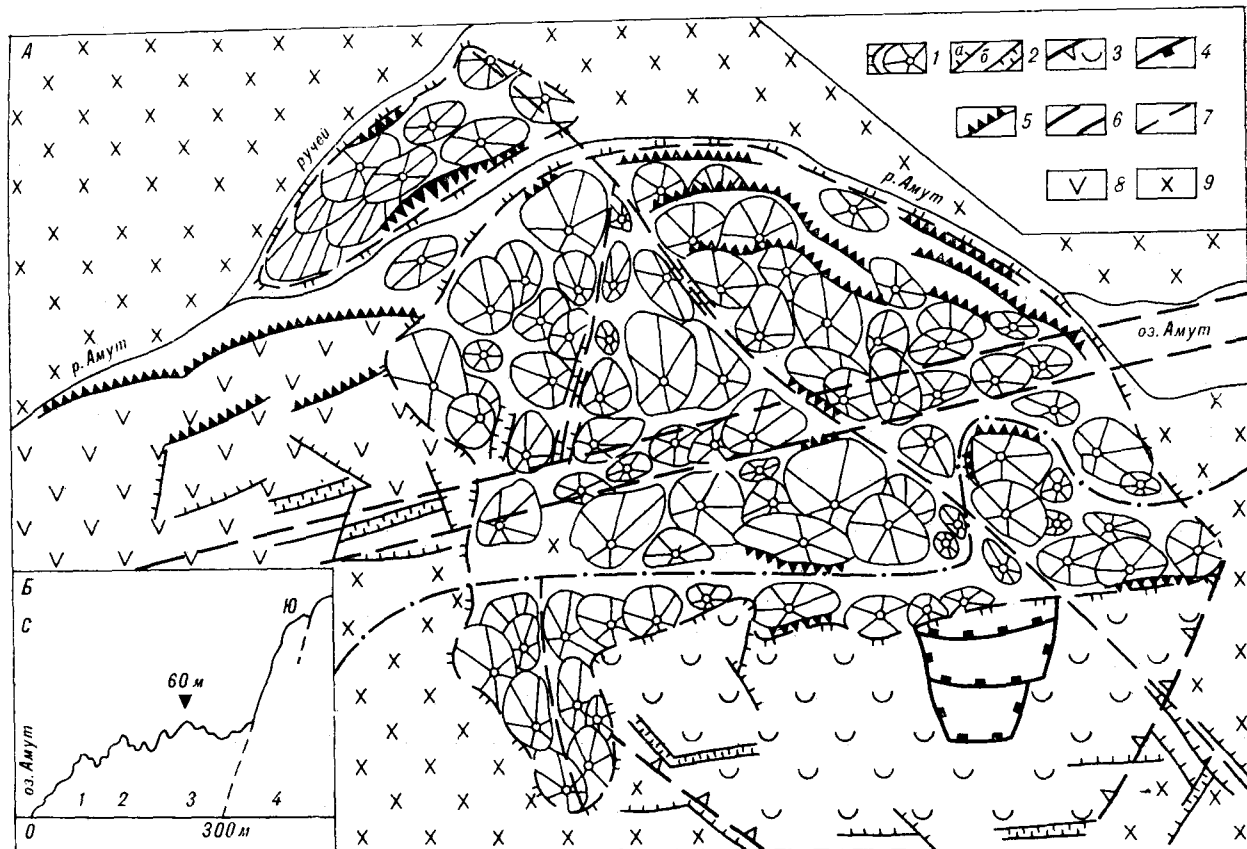 А
1
а
б
2
3
4
5
6
7
8
9
ручей
р. Амут
р. Амут
оз. Амут
Б
С
Ю
60 м
оз. Амут
1 2 3 4
0 300 м